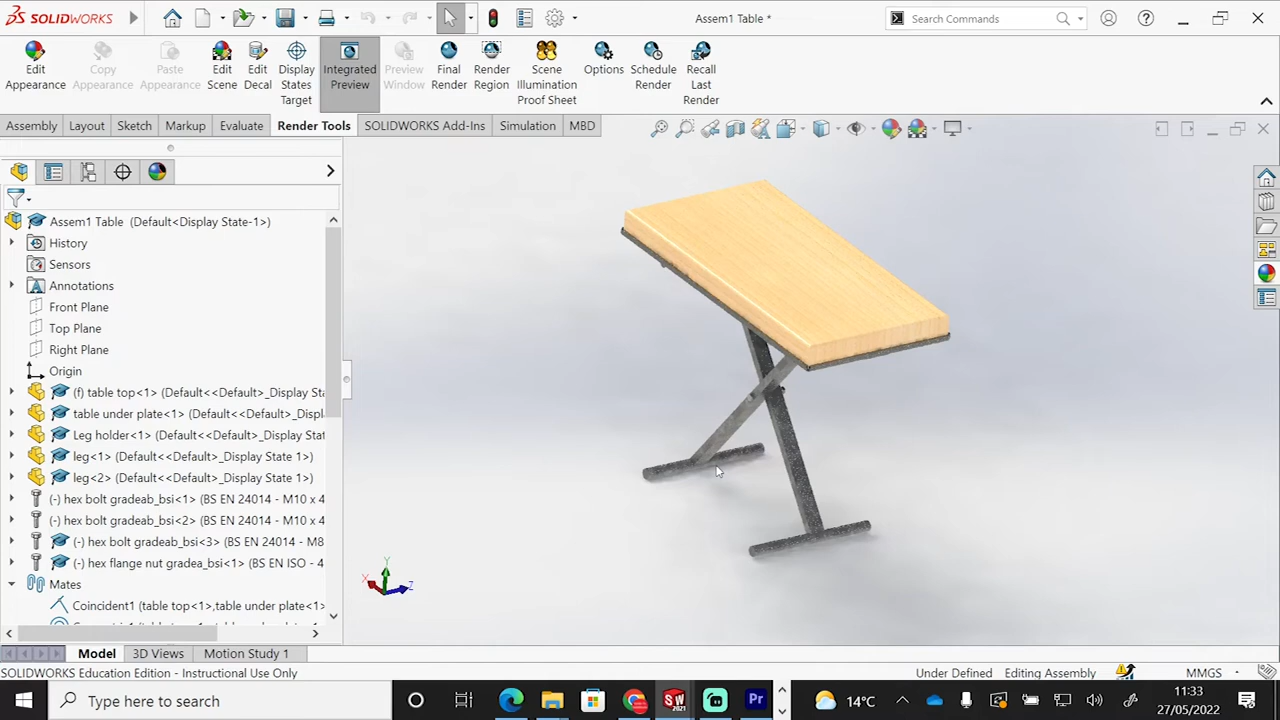 SOLIDWORKS
Assem1 Table *
Search Commands
Edit Appearance
Copy Appearance
Paste Appearance
Edit Scene
Edit Decal
Display States Target
Integrated Preview
Preview Window
Final Render
Render Region
Scene Illumination Proof Sheet
Options
Schedule Render
Recall Last Render
Assembly
Layout
Sketch
Markup
Evaluate
Render Tools
SOLIDWORKS Add-Ins
Simulation
MBD
Assem1 Table (Default<Display State-1>)
History
Sensors
Annotations
Front Plane
Top Plane
Right Plane
Origin
(f) table top<1> (Default<<Default>_Display State
table under plate<1> (Default<<Default>_Displ
Leg holder<1> (Default<<Default>_Display Stat
leg<1> (Default<<Default>_Display State 1>)
leg<2> (Default<<Default>_Display State 1>)
(-) hex bolt gradeab_bsi<1> (BS EN 24014 - M10 x 4
(-) hex bolt gradeab_bsi<2> (BS EN 24014 - M10 x 4
(-) hex bolt gradeab_bsi<3> (BS EN 24014 - M8
(-) hex flange nut gradea_bsi<1> (BS EN ISO - 4
Mates
Coincident1 (table top<1>,table under plate<1>
X
Y
Z
Model
3D Views
Motion Study 1
SOLIDWORKS Education Edition - Instructional Use Only
Under Defined
Editing Assembly
MMGS
Type here to search
SW
2021
Pr
14°C
11:33
27/05/2022